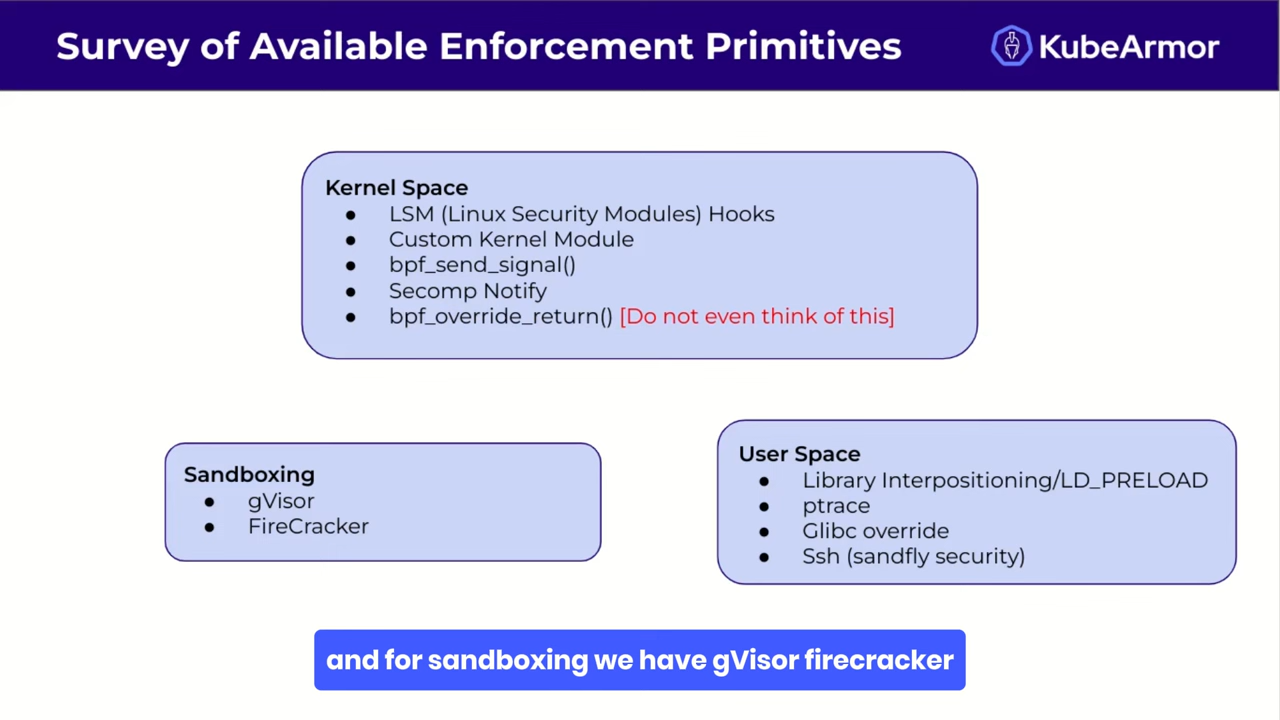 Survey of Available Enforcement Primitives
KubeArmor
Kernel Space
● LSM (Linux Security Modules) Hooks
● Custom Kernel Module
● bpf_send_signal()
● Secomp Notify
● bpf_override_return() [Do not even think of this]
Sandboxing
● gVisor
● FireCracker
User Space
● Library Interpositioning/LD_PRELOAD
● ptrace
● Glibc override
● Ssh (sandfly security)
and for sandboxing we have gVisor firecracker